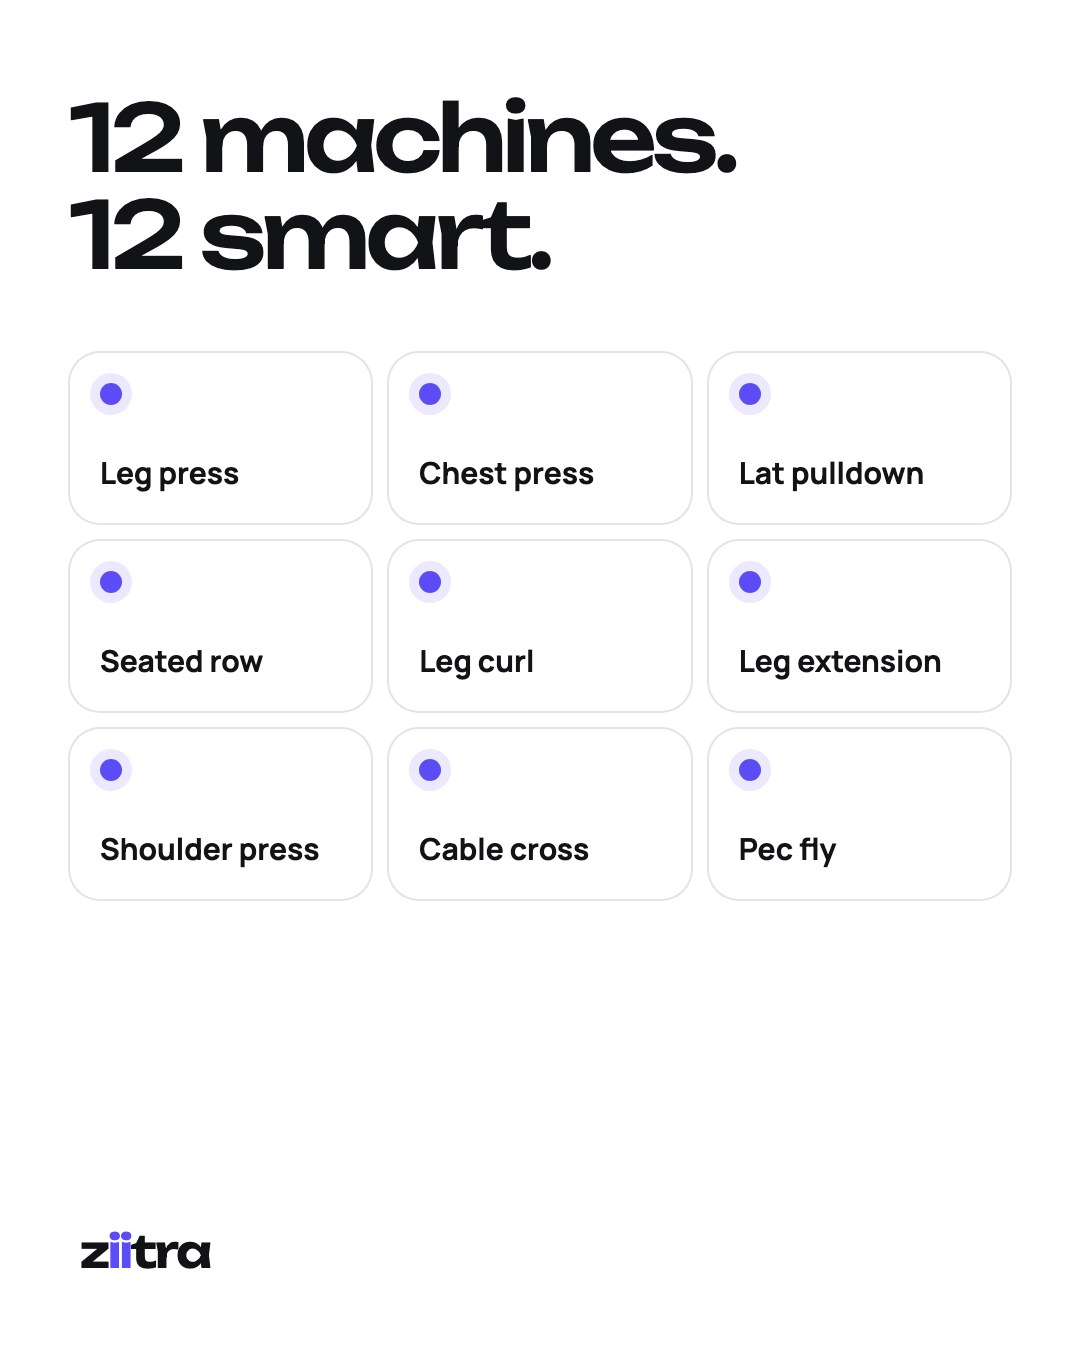 12 machines.
12 smart.
Leg press
Chest press
Lat pulldown
Seated row
Leg curl
Leg extension
Shoulder press
Cable cross
Pec fly
ziitra